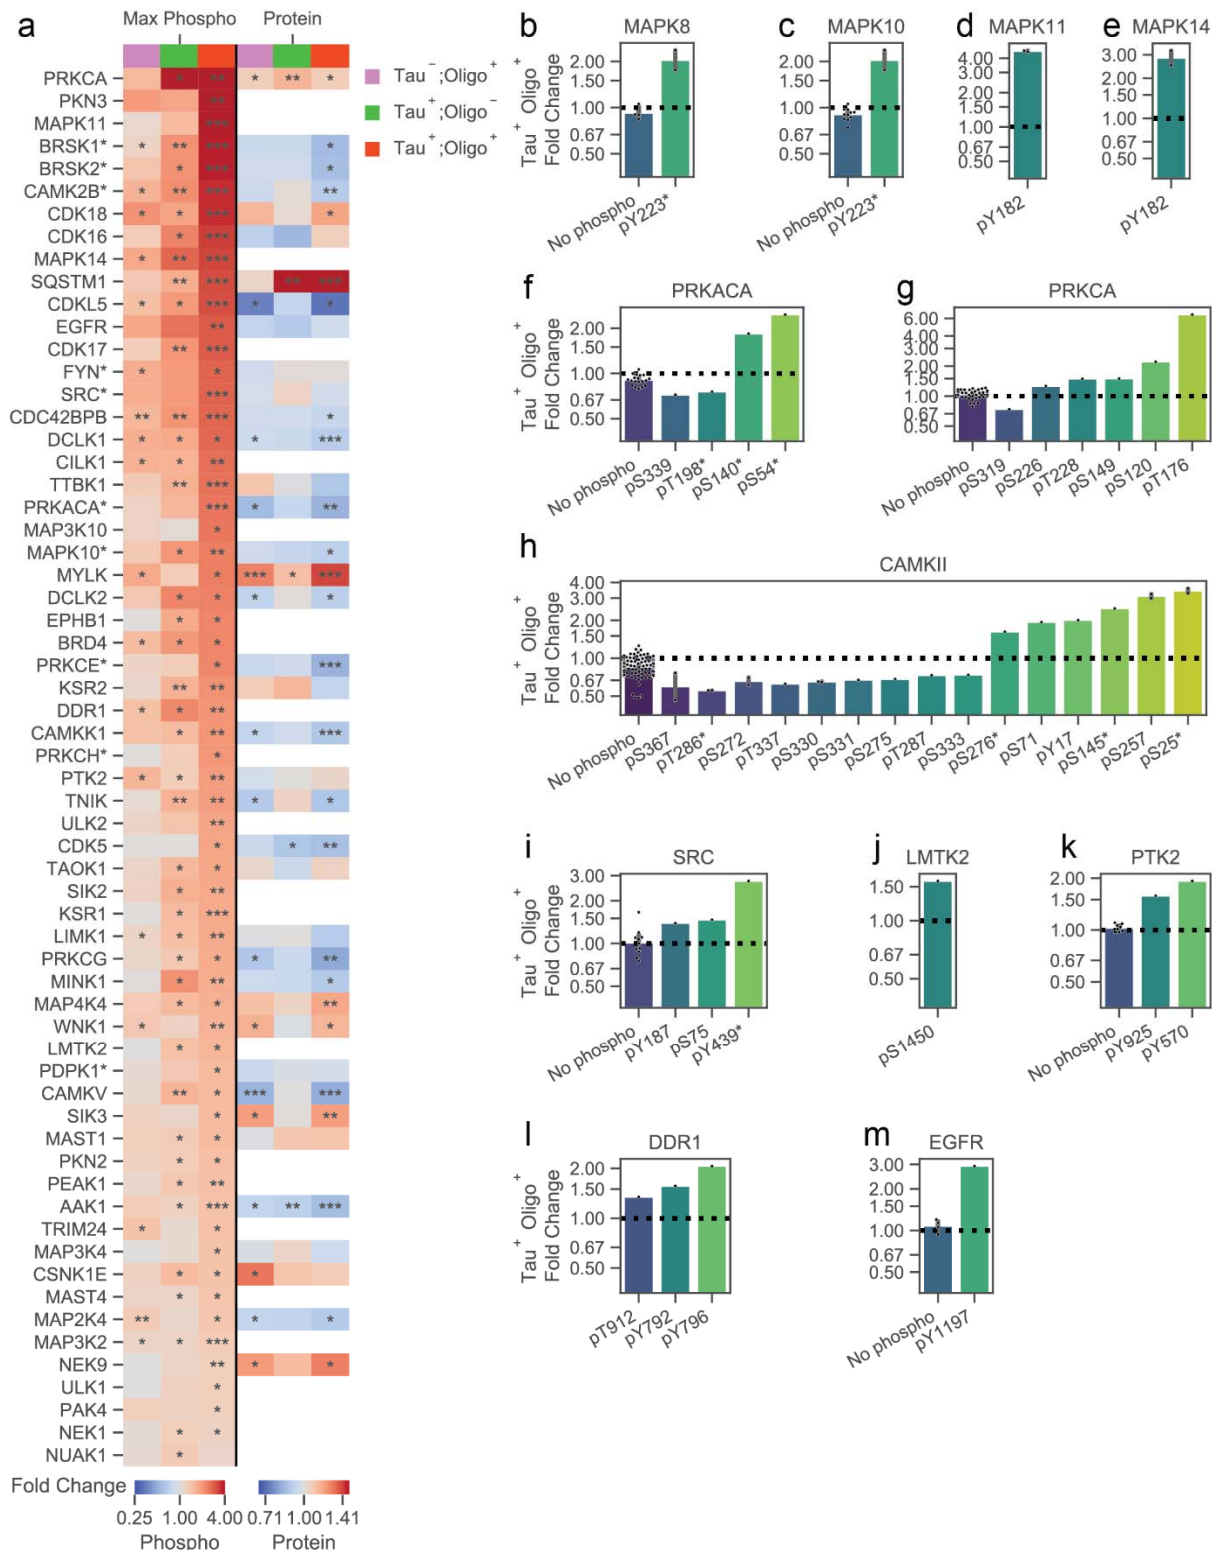 a
Max Phospho Protein
Tau⁻;Oligo⁺
Tau⁺;Oligo⁻
Tau⁺;Oligo⁺
PRKCA * ** * ** *
PKN3 **
MAPK11 ***
BRSK1* * ** *** *
BRSK2* * *** *
CAMK2B* * ** *** **
CDK18 * * *** *
CDK16 * ***
MAPK14 * ** ***
SQSTM1 ** *** ** ***
CDKL5 * * *** * *
EGFR **
CDK17 ** ***
FYN* * *
SRC* ***
CDC42BPB ** ** *** *
DCLK1 * * * * ***
CILK1 * * **
TTBK1 ** ***
PRKACA* *** * **
MAP3K10 *
MAPK10* * ** *
MYLK * * *** * ***
DCLK2 * * * *
EPHB1 * *
BRD4 * * *
PRKCE* * ***
KSR2 ** **
DDR1 * * **
CAMKK1 * ** * ***
PRKCH* *
PTK2 * * **
TNIK ** ** * *
ULK2 **
CDK5 * * **
TAOK1 * *
SIK2 * **
KSR1 * ***
LIMK1 * * **
PRKCG * * * **
MINK1 * ** *
MAP4K4 * * **
WNK1 * ** * *
LMTK2 * *
PDPK1* *
CAMKV ** * *** ***
SIK3 * * **
MAST1 * *
PKN2 * *
PEAK1 * **
AAK1 * *** * ** ***
TRIM24 * *
MAP3K4 *
CSNK1E * * *
MAST4 * *
MAP2K4 ** * * *
MAP3K2 * * ***
NEK9 ** * *
ULK1 *
PAK4 *
NEK1 * *
NUAK1 *
Fold Change
0.25 1.00 4.00
Phospho
0.71 1.00 1.41
Protein
b
MAPK8
Tau⁺ Oligo⁺
Fold Change
2.00
1.00
0.67
0.50
No phospho
pY223*
c
MAPK10
2.00
1.00
0.67
0.50
No phospho
pY223*
d
MAPK11
4.00
2.00
1.50
1.00
0.67
0.50
pY182
e
MAPK14
2.00
1.50
1.00
0.67
0.50
pY182
f
PRKACA
Tau⁺ Oligo⁺
Fold Change
2.00
1.50
1.00
0.67
0.50
No phospho
pS339
pT198*
pS140*
pS54*
g
PRKCA
6.00
4.00
3.00
2.00
1.50
1.00
0.67
0.50
No phospho
pS319
pS226
pT228
pS149
pS120
pT176
h
CAMKII
Tau⁺ Oligo⁺
Fold Change
4.00
3.00
2.00
1.50
1.00
0.67
0.50
No phospho
pS367
pT286*
pS272
pT337
pS330
pS331
pS275
pT287
pS333
pS276*
pS71
pY17
pS145*
pS257
pS25*
i
SRC
Tau⁺ Oligo⁺
Fold Change
3.00
2.00
1.50
1.00
0.67
0.50
No phospho
pY187
pS75
pY439*
j
LMTK2
1.50
1.00
0.67
0.50
pS1450
k
PTK2
2.00
1.50
1.00
0.67
0.50
No phospho
pY925
pY570
l
DDR1
Tau⁺ Oligo⁺
Fold Change
2.00
1.50
1.00
0.67
0.50
pT912
pY792
pY796
m
EGFR
3.00
2.00
1.50
1.00
0.67
0.50
No phospho
pY1197